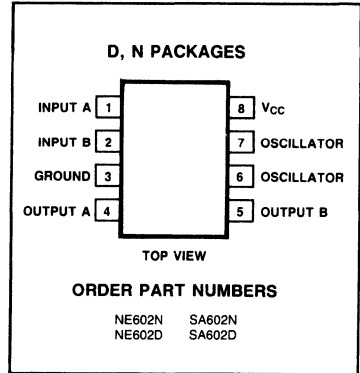 D, N PACKAGES
INPUT A 1 8 VCC
INPUT B 2 7 OSCILLATOR
GROUND 3 6 OSCILLATOR
OUTPUT A 4 5 OUTPUT B
TOP VIEW
ORDER PART NUMBERS
NE602N SA602N
NE602D SA602D